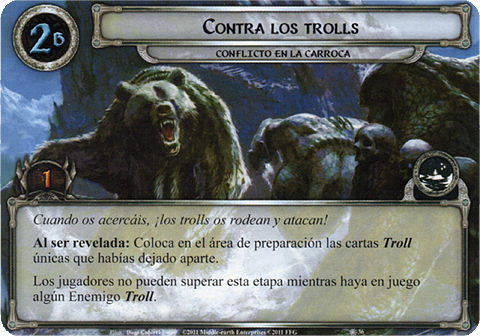 2B
CONTRA LOS TROLLS
CONFLICTO EN LA CARROCA
1
Cuando os acercáis, ¡los trolls os rodean y atacan!
Al ser revelada: Coloca en el área de preparación las cartas Troll
únicas que habías dejado aparte.
Los jugadores no pueden superar esta etapa mientras haya en juego
algún Enemigo Troll.
©2011 Middle-earth Enterprises ©2011 FFG
36